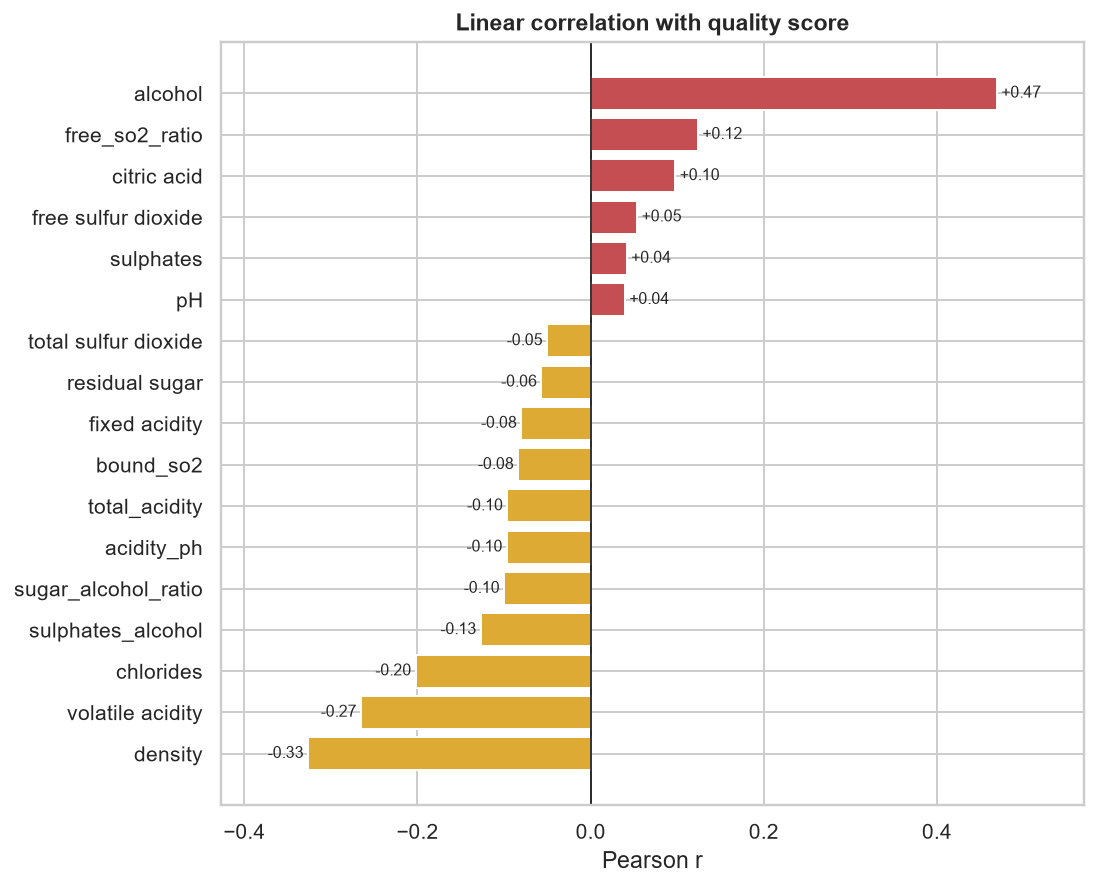 Linear correlation with quality score
alcohol +0.47
free_so2_ratio +0.12
citric acid +0.10
free sulfur dioxide +0.05
sulphates +0.04
pH +0.04
total sulfur dioxide -0.05
residual sugar -0.06
fixed acidity -0.08
bound_so2 -0.08
total_acidity -0.10
acidity_ph -0.10
sugar_alcohol_ratio -0.10
sulphates_alcohol -0.13
chlorides -0.20
volatile acidity -0.27
density -0.33
−0.4 −0.2 0.0 0.2 0.4
Pearson r